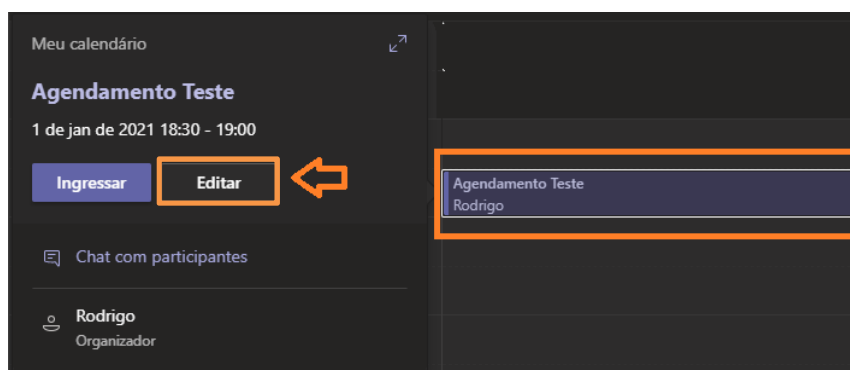 Meu calendário
Agendamento Teste
1 de jan de 2021 18:30 - 19:00
Ingressar Editar
Chat com participantes
Rodrigo
Organizador
Agendamento Teste
Rodrigo